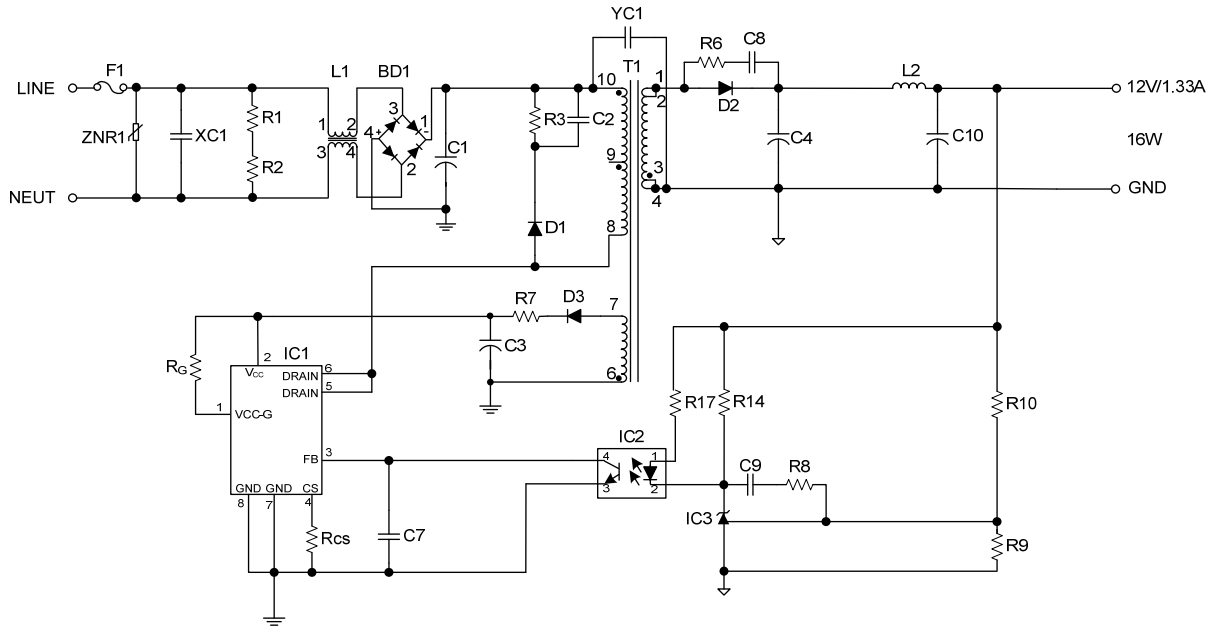 YC1
F1
L1
BD1
T1
R6
C8
L2
LINE
10
1
12V/1.33A
2
D2
ZNR1
XC1
R1
R2
1
2
3
4
3
4
+
1
-
2
C1
R3
C2
9
3
4
C4
C10
16W
NEUT
GND
8
D1
R7
D3
7
C3
6
RG
2
IC1
VCC
DRAIN
6
DRAIN
5
1
VCC-G
R17
R14
R10
IC2
FB
3
4
1
3
2
C9
R8
GND
GND
CS
8
7
4
IC3
Rcs
C7
R9